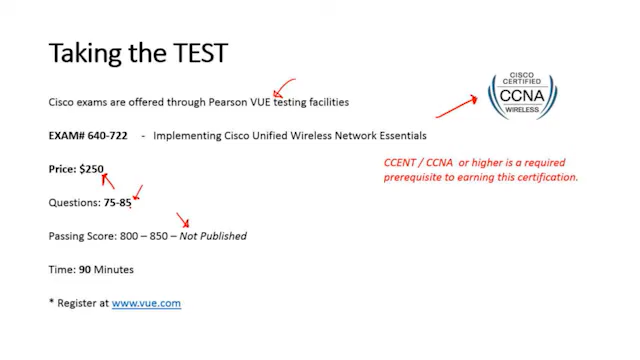 Taking the TEST
Cisco exams are offered through Pearson VUE testing facilities
CISCO
CERTIFIED
CCNA
WIRELESS
EXAM# 640-722 - Implementing Cisco Unified Wireless Network Essentials
Price: $250
CCENT / CCNA or higher is a required
prerequisite to earning this certification.
Questions: 75-85
Passing Score: 800 – 850 – Not Published
Time: 90 Minutes
* Register at www.vue.com